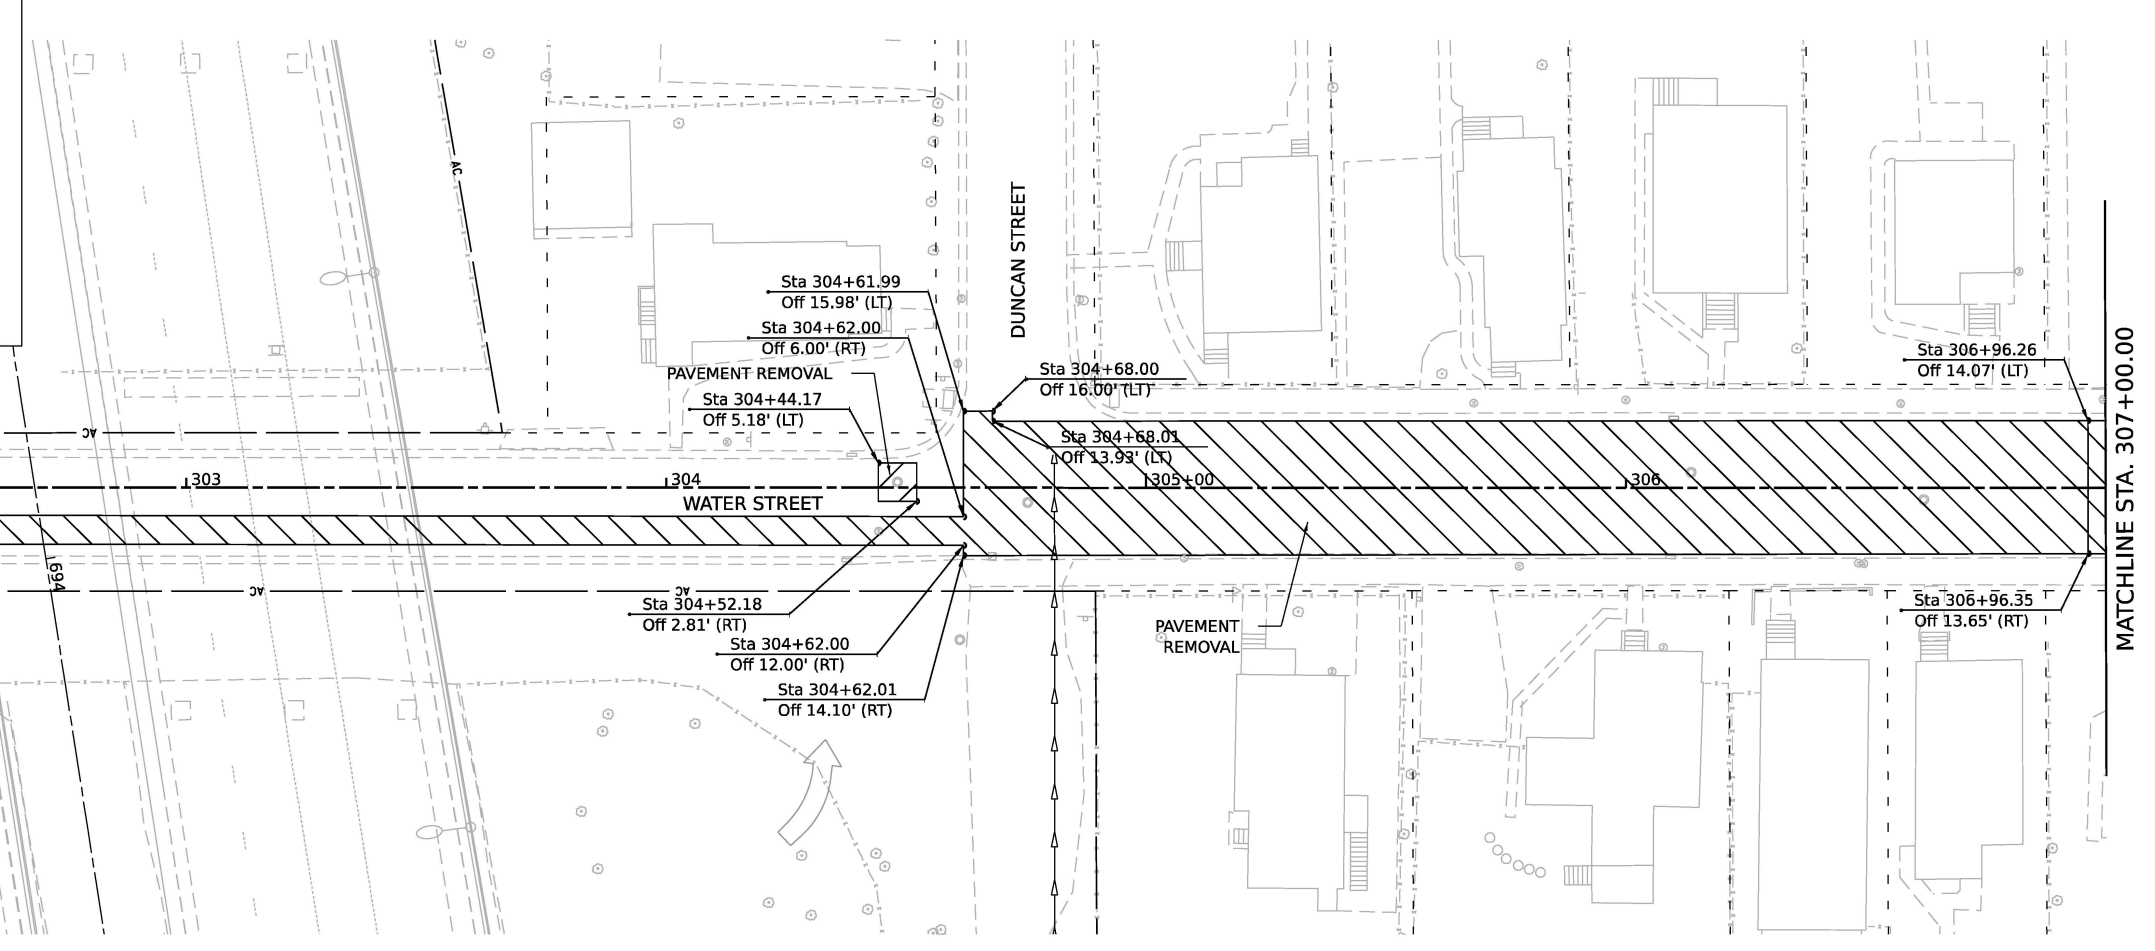 AC
DUNCAN STREET
Sta 304+61.99
Off 15.98' (LT)
Sta 304+62.00
Off 6.00' (RT)
PAVEMENT REMOVAL
Sta 304+44.17
Off 5.18' (LT)
Sta 304+68.00
Off 16.00' (LT)
Sta 306+96.26
Off 14.07' (LT)
AC
Sta 304+68.01
Off 13.93' (LT)
303
304
305+00
306
WATER STREET
MATCHLINE STA. 307+00.00
694
AC
AC
Sta 304+52.18
Off 2.81' (RT)
Sta 306+96.35
Off 13.65' (RT)
PAVEMENT
REMOVAL
Sta 304+62.00
Off 12.00' (RT)
Sta 304+62.01
Off 14.10' (RT)